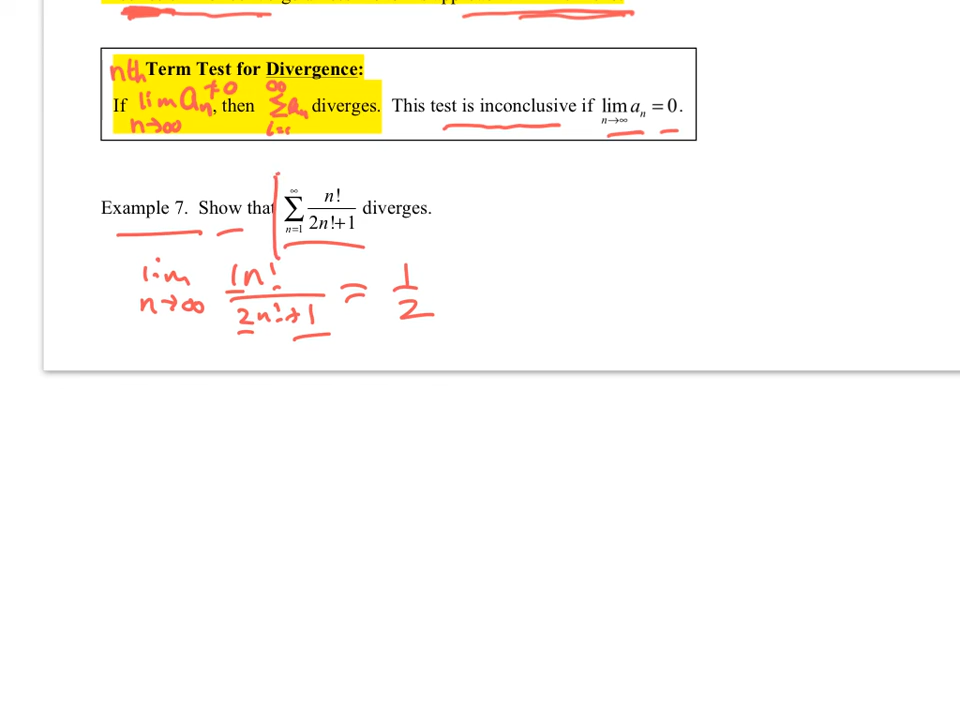 nth Term Test for Divergence:
If lim n→∞ aₙ ≠ 0, then ∞ Σ aₙ diverges. This test is inconclusive if lim n→∞ aₙ = 0.
Example 7. Show that ∞ Σ n=1 n! / 2n!+1 diverges.
lim n→∞ 1n! / 2n!+1 = 1/2